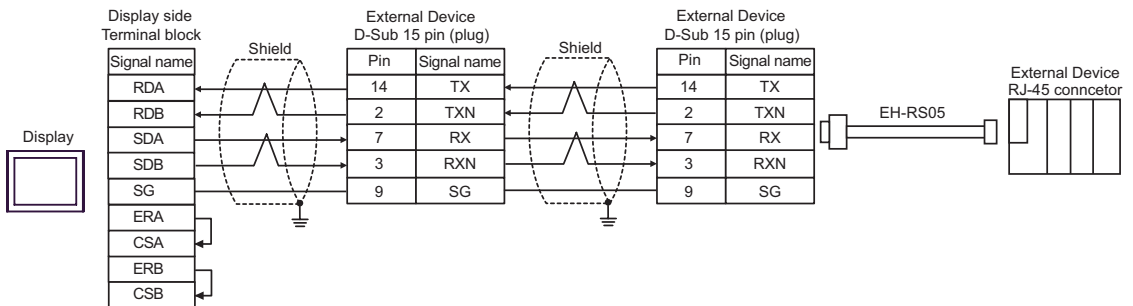 Display side
Terminal block
External Device
D-Sub 15 pin (plug)
External Device
D-Sub 15 pin (plug)
Signal name
Shield
Pin
Signal name
Shield
Pin
Signal name
RDA
14
TX
14
TX
External Device
RJ-45 conncetor
RDB
2
TXN
2
TXN
EH-RS05
Display
SDA
7
RX
7
RX
SDB
3
RXN
3
RXN
SG
9
SG
9
SG
ERA
CSA
ERB
CSB